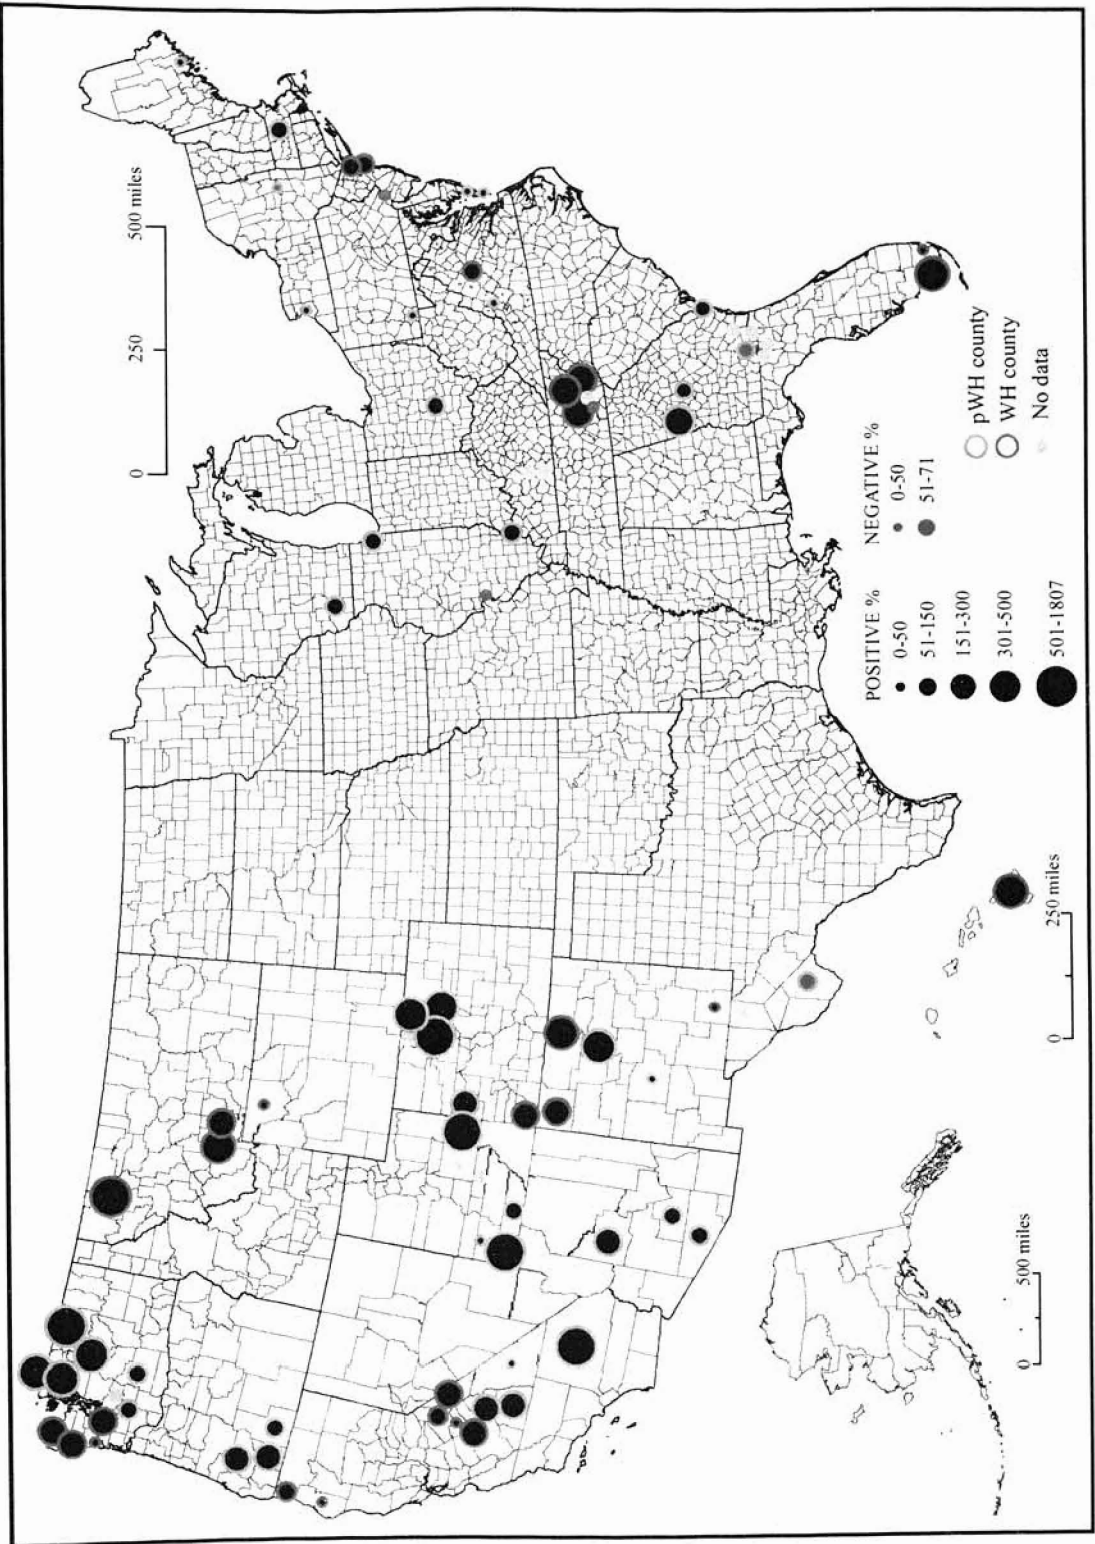 0 250 500 miles
0 500 miles
0 250 miles
POSITIVE %
0-50
51-150
151-300
301-500
501-1807
NEGATIVE %
0-50
51-71
pWH county
WH county
No data